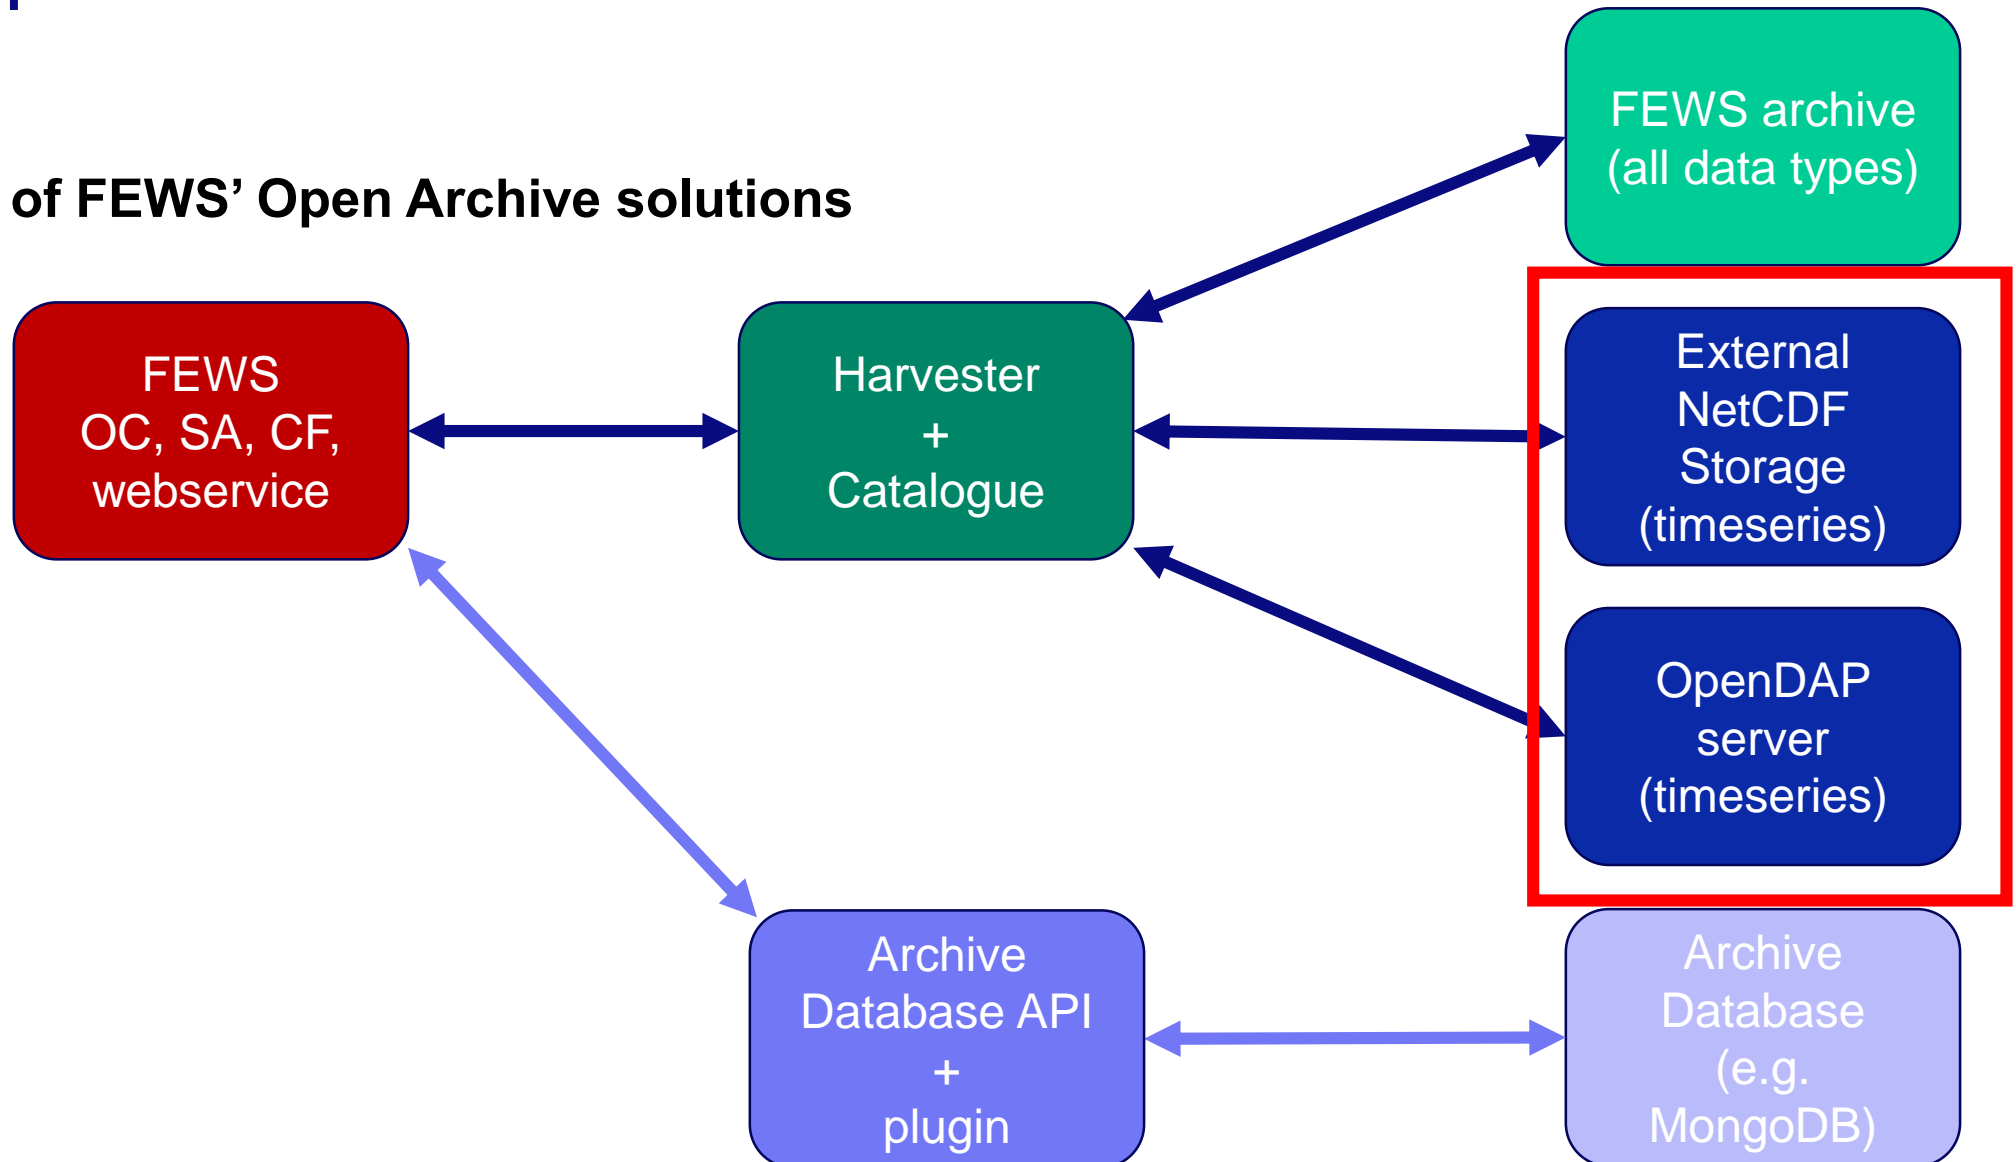 of FEWS’ Open Archive solutions
FEWS archive
(all data types)
FEWS
OC, SA, CF,
webservice
Harvester
+
Catalogue
External
NetCDF
Storage
(timeseries)
OpenDAP
server
(timeseries)
Archive
Database API
+
plugin
Archive
Database
(e.g.
MongoDB)